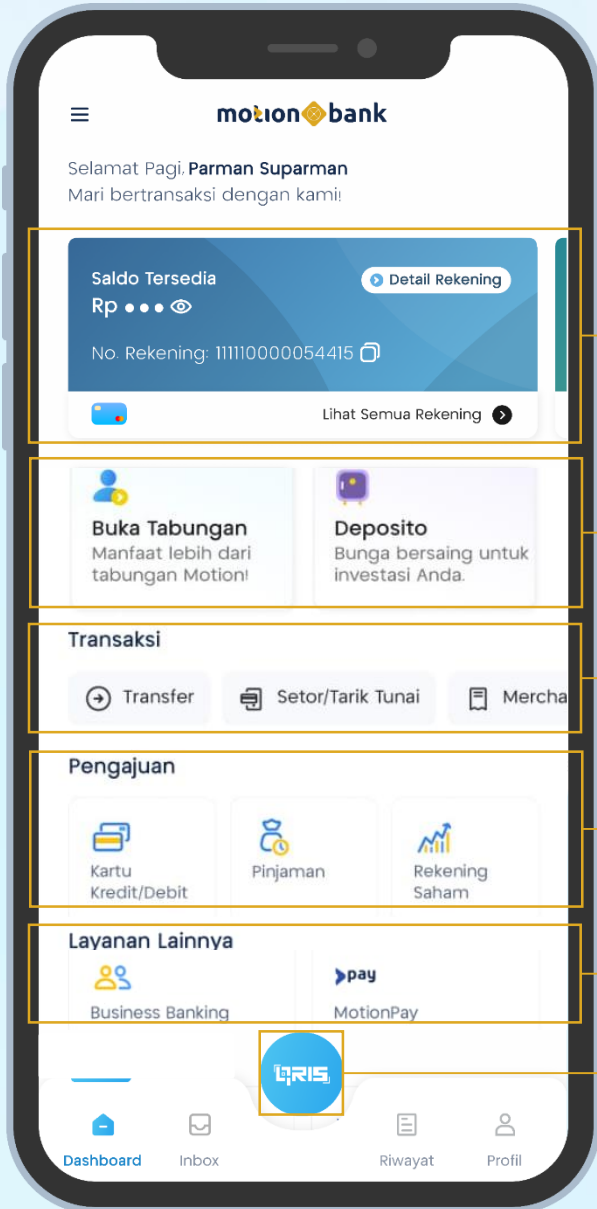 motion bank
Selamat Pagi, Parman Suparman
Mari bertransaksi dengan kami!
Saldo Tersedia
Detail Rekening
Rp
No. Rekening: 111110000054415
Lihat Semua Rekening
Buka Tabungan
Manfaat lebih dari
tabungan Motion!
Deposito
Bunga bersaing untuk
investasi Anda.
Transaksi
Transfer
Setor/Tarik Tunai
Mercha
Pengajuan
Kartu
Kredit/Debit
Pinjaman
Rekening
Saham
Layanan Lainnya
Business Banking
pay
MotionPay
QRIS
Dashboard
Inbox
Riwayat
Profil